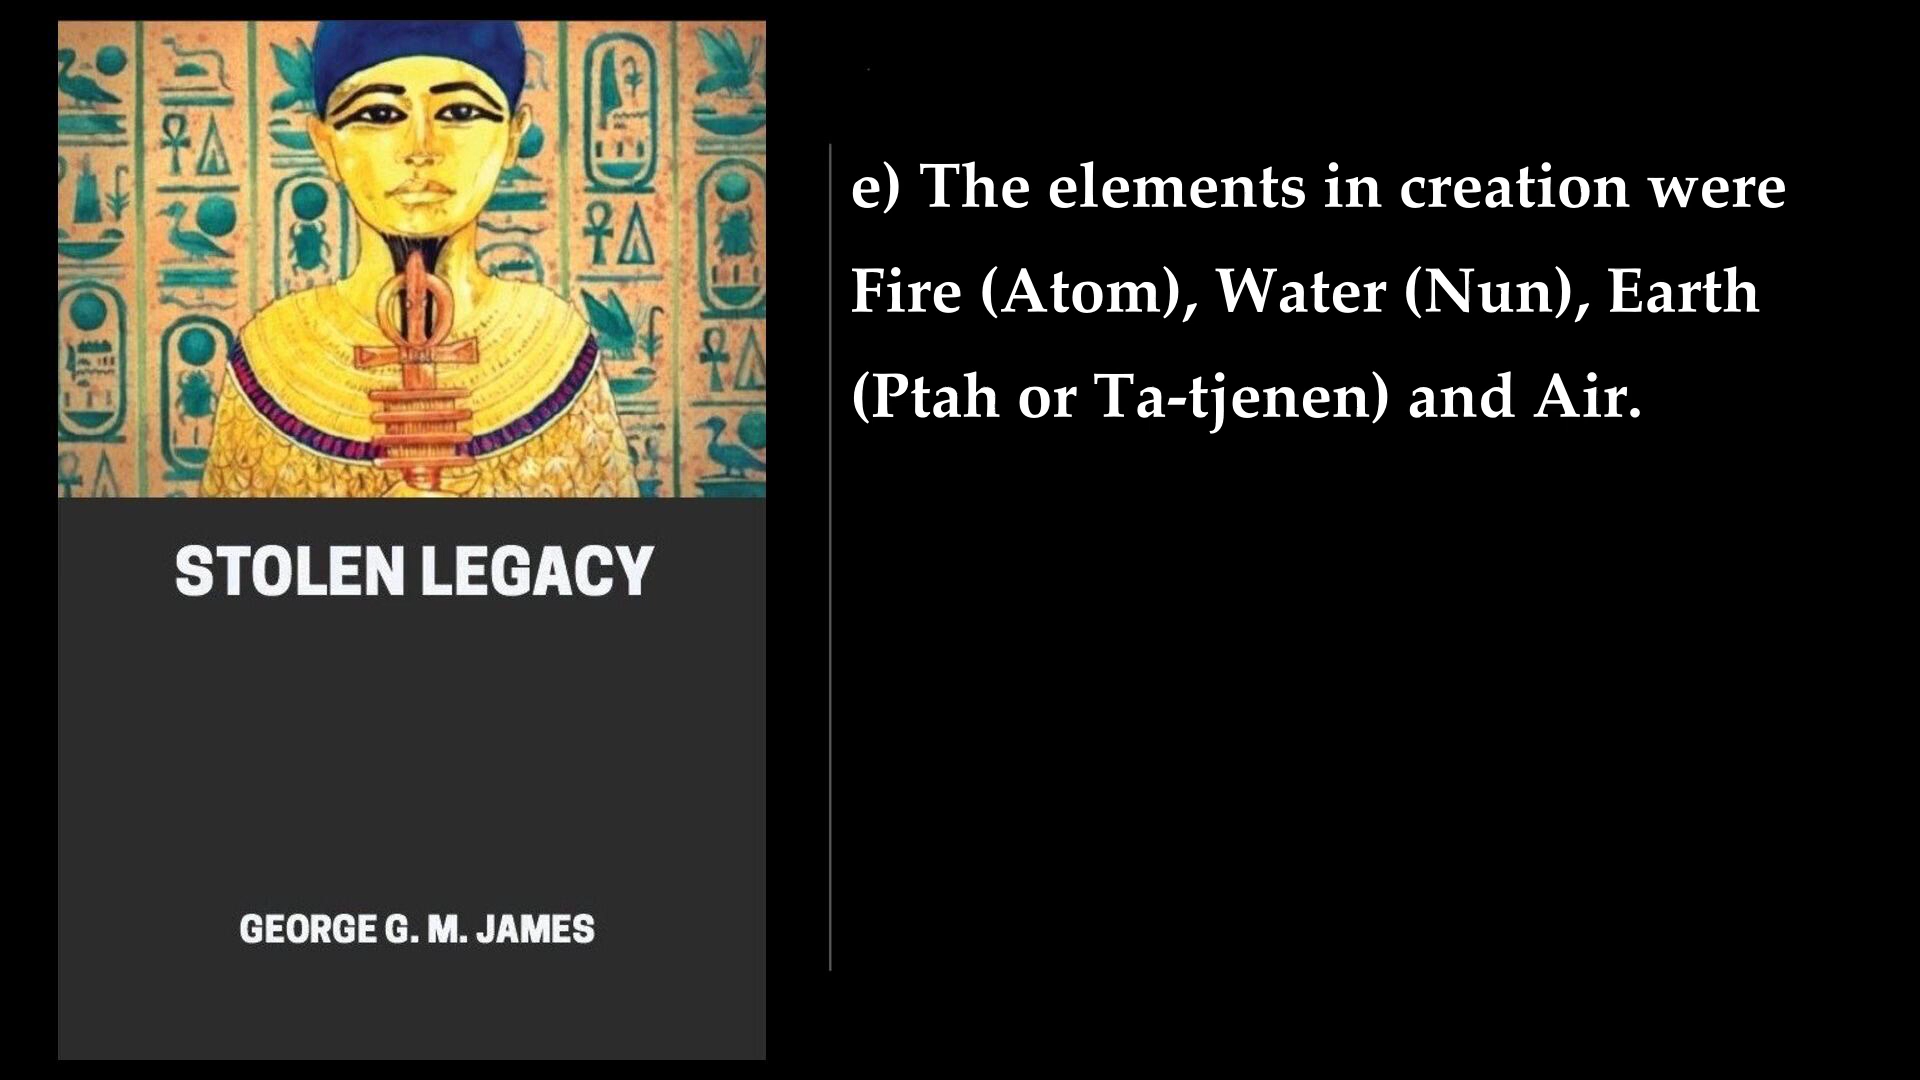 STOLEN LEGACY
GEORGE G. M. JAMES
e) The elements in creation were
Fire (Atom), Water (Nun), Earth
(Ptah or Ta-tjenen) and Air.